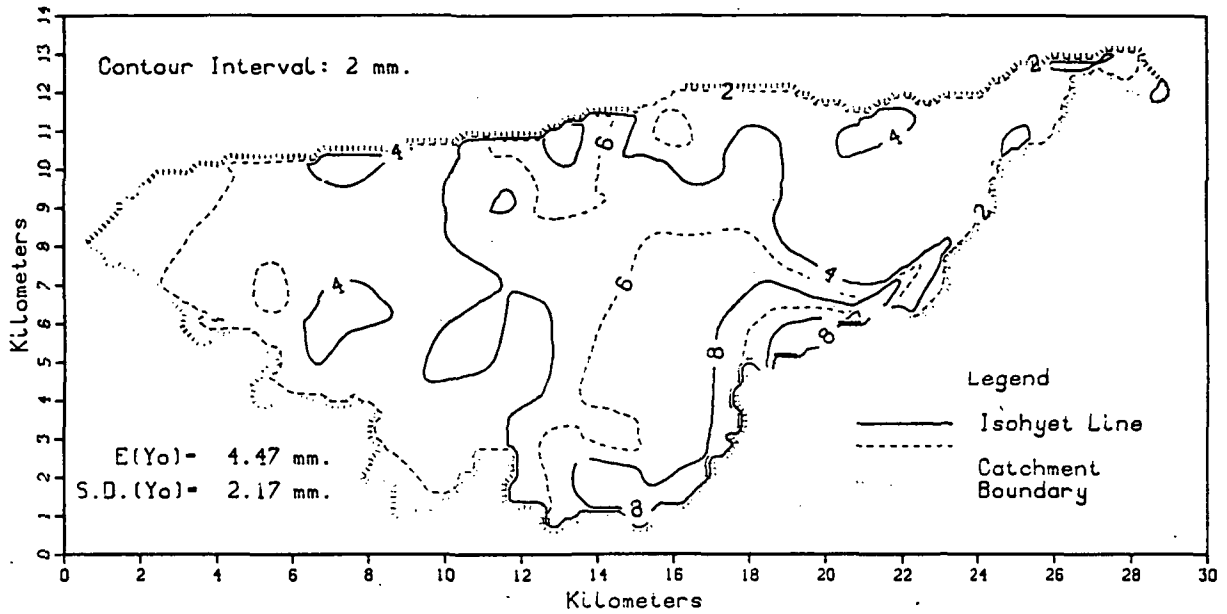 Contour Interval: 2 mm.
2
2
4
6
4
2
4
6
4
8
8
8
E(Yo)= 4.47 mm.
S.D.(Yo)= 2.17 mm.
Legend
Isohyet Line
Catchment
Boundary
Kilometers
0 1 2 3 4 5 6 7 8 9 10 11 12 13 14
0 2 4 6 8 10 12 14 16 18 20 22 24 26 28 30
Kilometers